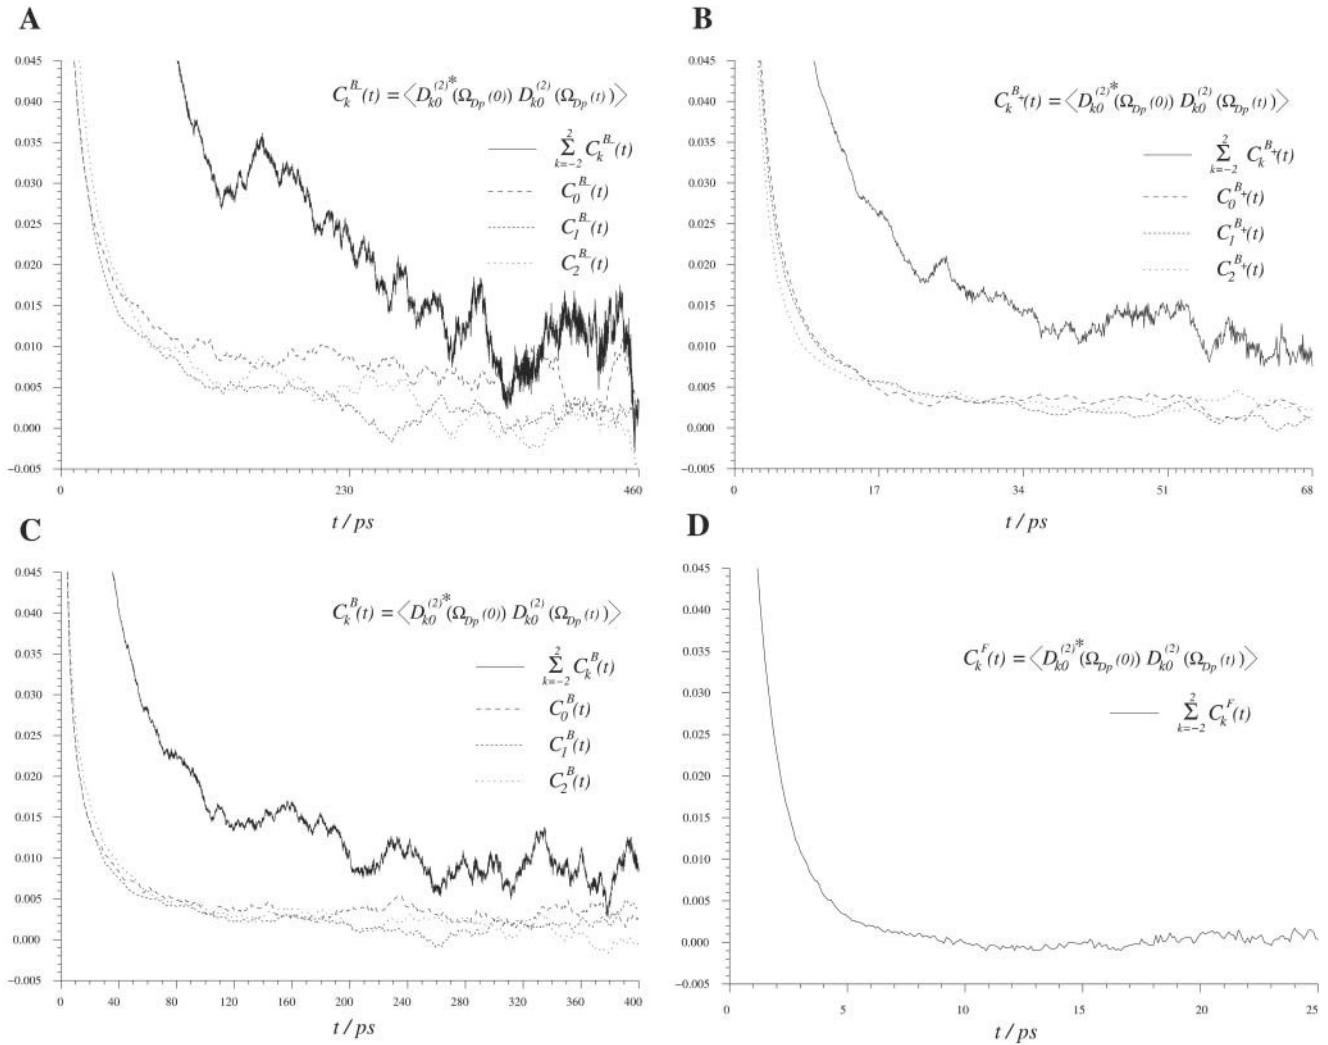 A
0.045
0.040
0.035
0.030
0.025
0.020
0.015
0.010
0.005
0.000
−0.005
0
230
460
t / ps
C_k^{B_-}(t) = ⟨D_{k0}^{(2)*}(Ω_{Dp}(0)) D_{k0}^{(2)}(Ω_{Dp}(t))⟩
Σ_{k=−2}^{2} C_k^{B_-}(t)
C_0^{B_-}(t)
C_1^{B_-}(t)
C_2^{B_-}(t)
B
0.045
0.040
0.035
0.030
0.025
0.020
0.015
0.010
0.005
0.000
−0.005
0
17
34
51
68
t / ps
C_k^{B_+}(t) = ⟨D_{k0}^{(2)*}(Ω_{Dp}(0)) D_{k0}^{(2)}(Ω_{Dp}(t))⟩
Σ_{k=−2}^{2} C_k^{B_+}(t)
C_0^{B_+}(t)
C_1^{B_+}(t)
C_2^{B_+}(t)
C
0.045
0.040
0.035
0.030
0.025
0.020
0.015
0.010
0.005
0.000
−0.005
0
40
80
120
160
200
240
280
320
360
400
t / ps
C_k^{B}(t) = ⟨D_{k0}^{(2)*}(Ω_{Dp}(0)) D_{k0}^{(2)}(Ω_{Dp}(t))⟩
Σ_{k=−2}^{2} C_k^{B}(t)
C_0^{B}(t)
C_1^{B}(t)
C_2^{B}(t)
D
0.045
0.040
0.035
0.030
0.025
0.020
0.015
0.010
0.005
0.000
−0.005
0
5
10
15
20
25
t / ps
C_k^{F}(t) = ⟨D_{k0}^{(2)*}(Ω_{Dp}(0)) D_{k0}^{(2)}(Ω_{Dp}(t))⟩
Σ_{k=−2}^{2} C_k^{F}(t)